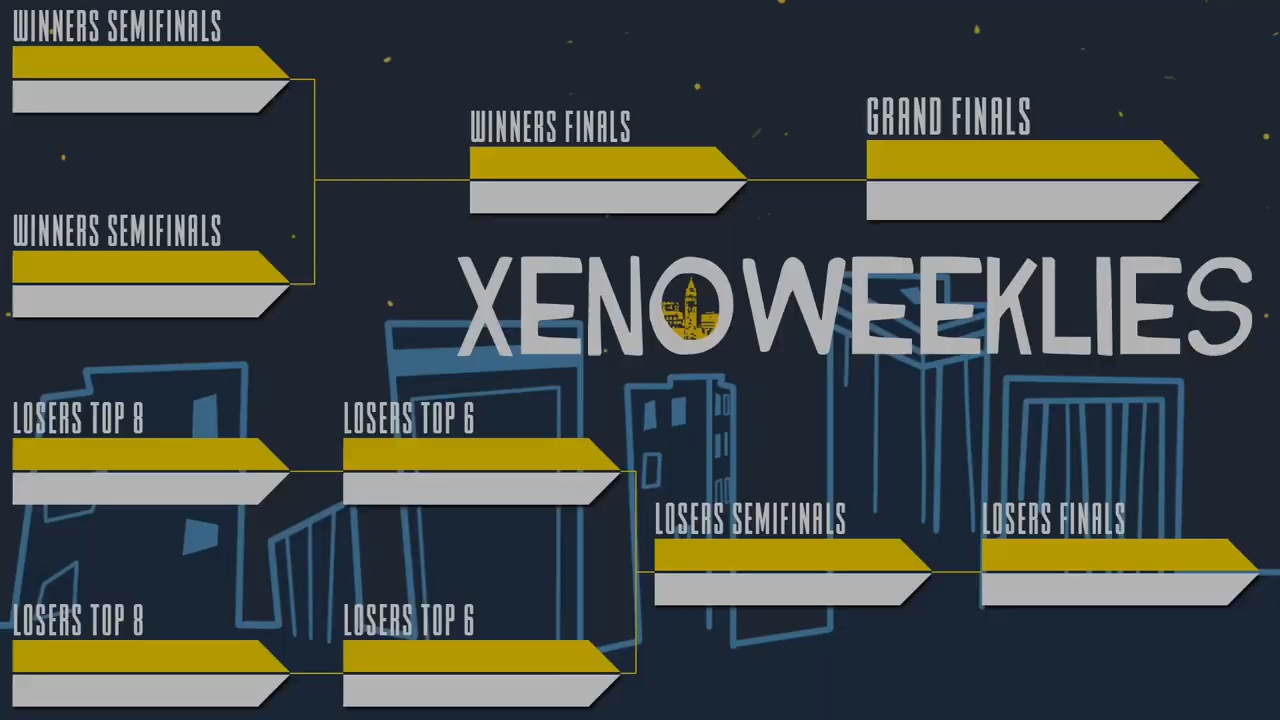 WINNERS SEMIFINALS
WINNERS FINALS
GRAND FINALS
WINNERS SEMIFINALS
XENOWEEKLIES
LOSERS TOP 8
LOSERS TOP 6
LOSERS SEMIFINALS
LOSERS FINALS
LOSERS TOP 8
LOSERS TOP 6